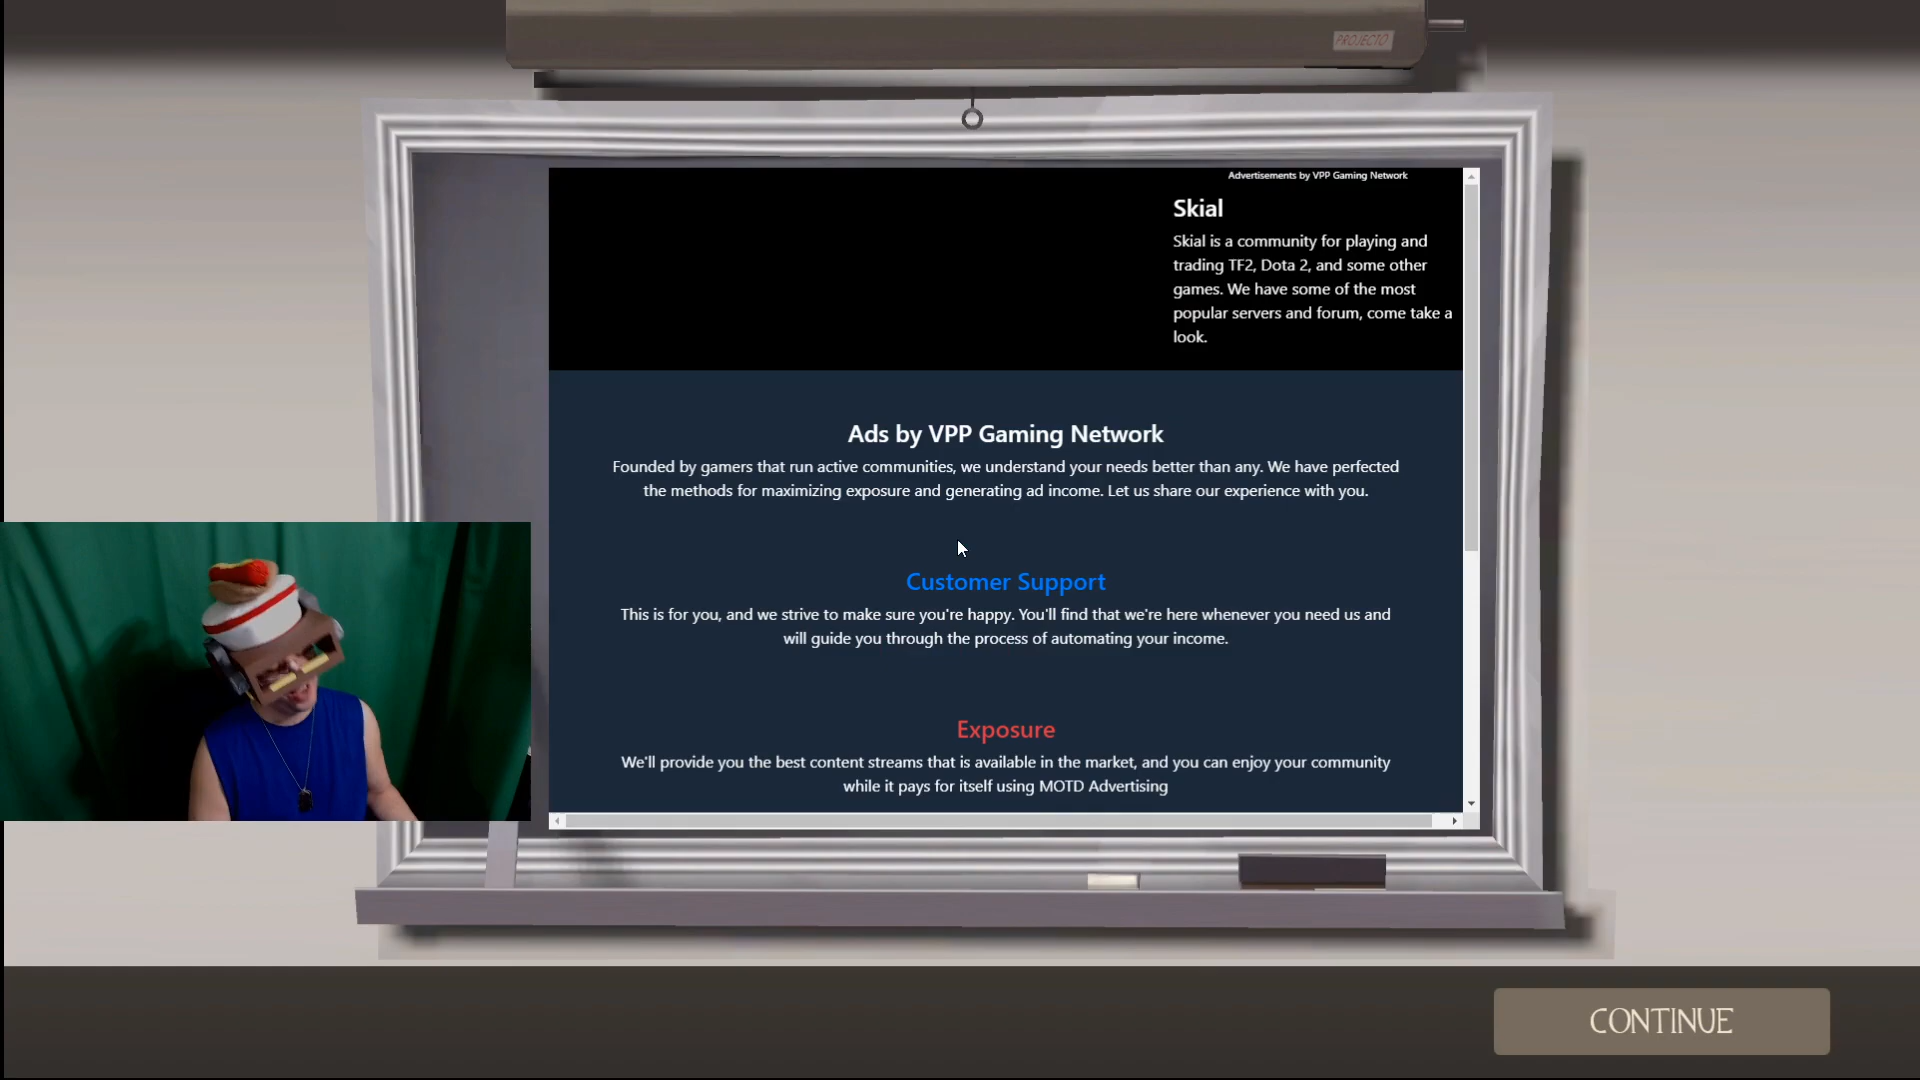 PROJECTO
Advertisements by VPP Gaming Network
Skial
Skial is a community for playing and
trading TF2, Dota 2, and some other
games. We have some of the most
popular servers and forum, come take a
look.
Ads by VPP Gaming Network
Founded by gamers that run active communities, we understand your needs better than any. We have perfected
the methods for maximizing exposure and generating ad income. Let us share our experience with you.
Customer Support
This is for you, and we strive to make sure you're happy. You'll find that we're here whenever you need us and
will guide you through the process of automating your income.
Exposure
We'll provide you the best content streams that is available in the market, and you can enjoy your community
while it pays for itself using MOTD Advertising
CONTINUE